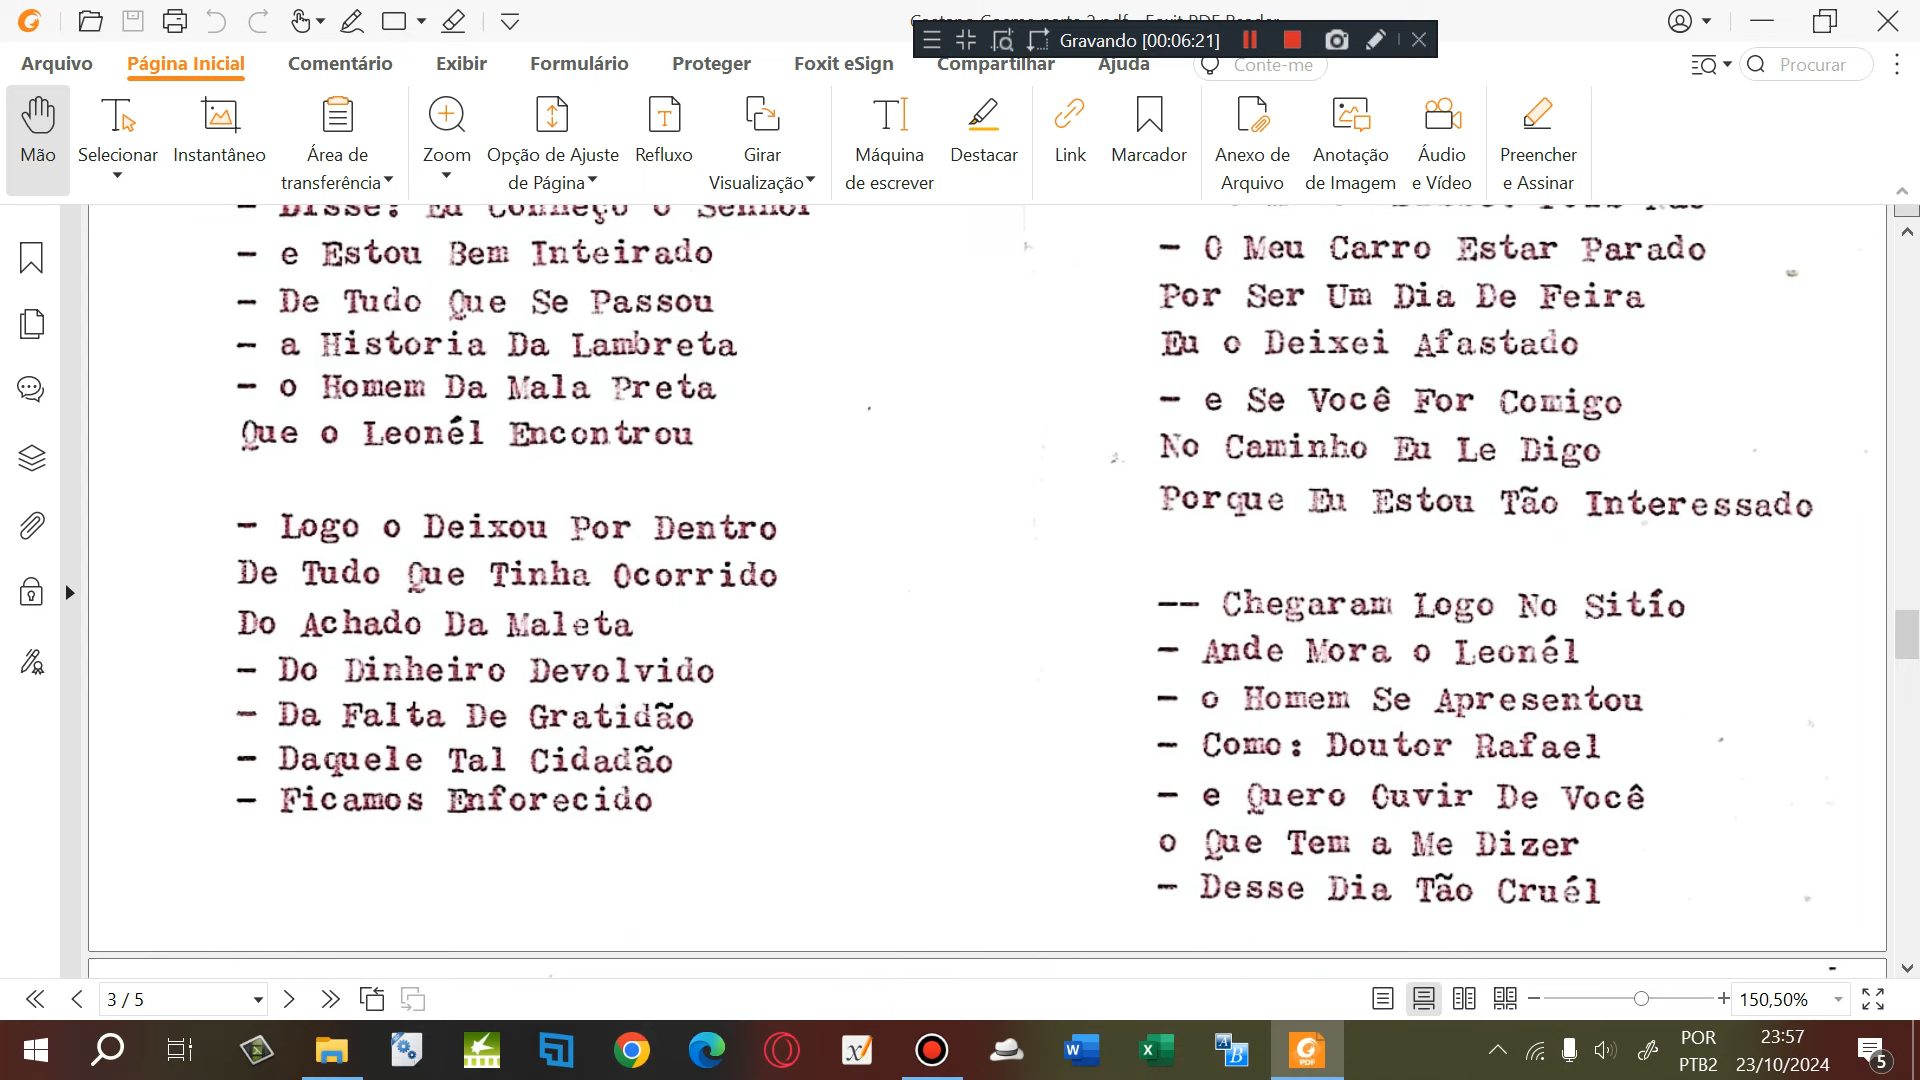 Gravando [00:06:21]
Arquivo
Página Inicial
Comentário
Exibir
Formulário
Proteger
Foxit eSign
Compartilhar
Ajuda
Conte-me
Procurar
Mão
Selecionar
Instantâneo
Área de transferência
Zoom
Opção de Ajuste de Página
Refluxo
Girar Visualização
Máquina de escrever
Destacar
Link
Marcador
Anexo de Arquivo
Anotação de Imagem
Áudio e Vídeo
Preencher e Assinar
- Disse: Eu Conheço o Senhor
- e Estou Bem Inteirado
- De Tudo Que Se Passou
- a Historia Da Lambreta
- o Homem Da Mala Preta
Que o Leonél Encontrou
- Logo o Deixou Por Dentro
De Tudo Que Tinha Ocorrido
Do Achado Da Maleta
- Do Dinheiro Devolvido
- Da Falta De Gratidão
- Daquele Tal Cidadão
- Ficamos Enforecido
- O Meu Carro Estar Parado
Por Ser Um Dia De Feira
Eu o Deixei Afastado
- e Se Você For Comigo
No Caminho Eu Le Digo
Porque Eu Estou Tão Interessado
-- Chegaram Logo No Sitío
- Ande Mora o Leonél
- o Homem Se Apresentou
- Como: Doutor Rafael
- e Quero Ouvir De Você
o Que Tem a Me Dizer
- Desse Dia Tão Cruél
3 / 5
150,50%
POR
PTB2
23:57
23/10/2024
5